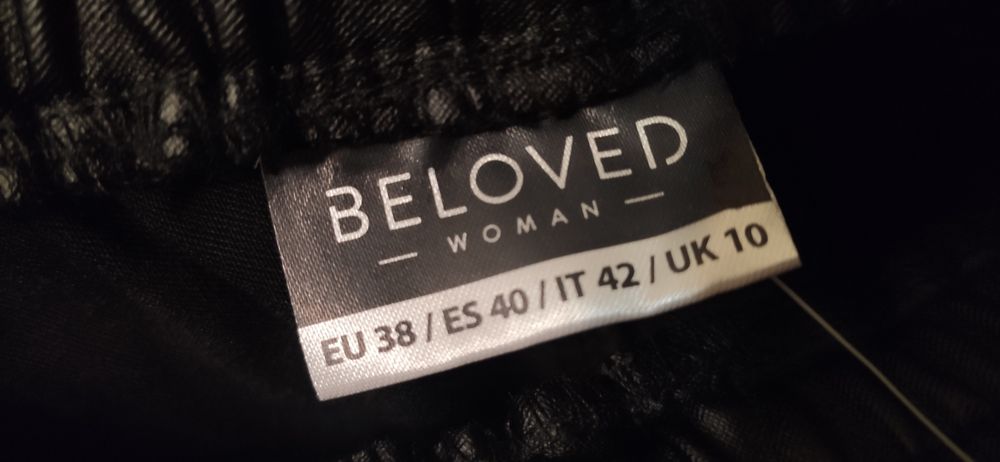 BELOVED
— WOMAN —
EU 38 / ES 40 / IT 42 / UK 10